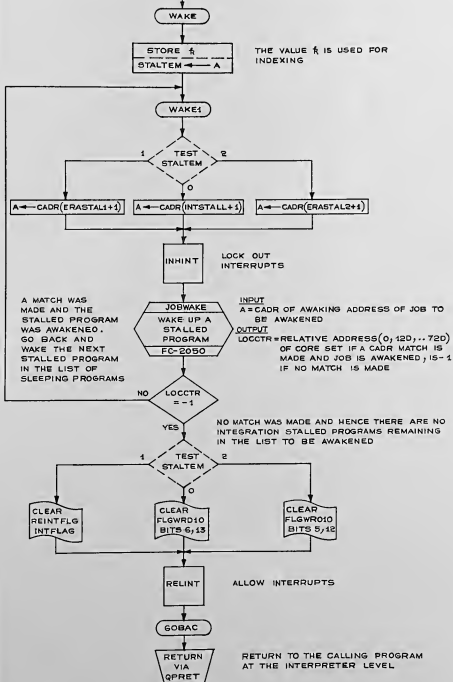 WAKE
STORE
STALTEM ← A
THE VALUE IS USED FOR
INDEXING
WAKE1
1
TEST
STALTEM
2
0
A←CADR(ERASTAL1+1)
A←CADR(INTSTALL+1)
A←CADR(ERASTAL2+1)
INHINT
LOCK OUT
INTERRUPTS
A MATCH WAS
MADE AND THE
STALLED PROGRAM
WAS AWAKENED.
GO BACK AND
WAKE THE NEXT
STALLED PROGRAM
IN THE LIST OF
SLEEPING PROGRAMS
JOBWAKE
WAKE UP A
STALLED
PROGRAM
FC-2050
INPUT
A=CADR OF AWAKING ADDRESS OF JOB TO
BE AWAKENED
OUTPUT
LOCCTR=RELATIVE ADDRESS(0, 12D, ..72D)
OF CORE SET IF A CADR MATCH IS
MADE AND JOB IS AWAKENED, IS-1
IF NO MATCH IS MADE
NO
LOCCTR
=-1
YES
NO MATCH WAS MADE AND HENCE THERE ARE NO
INTEGRATION STALLED PROGRAMS REMAINING
IN THE LIST TO BE AWAKENED
1
TEST
STALTEM
2
0
CLEAR
REINTFLG
INTFLAG
CLEAR
FLGWRD10
BITS 6,13
CLEAR
FLGWRD10
BITS 5,12
RELINT
ALLOW INTERRUPTS
GOBAC
RETURN
VIA
QPRET
RETURN TO THE CALLING PROGRAM
AT THE INTERPRETER LEVEL